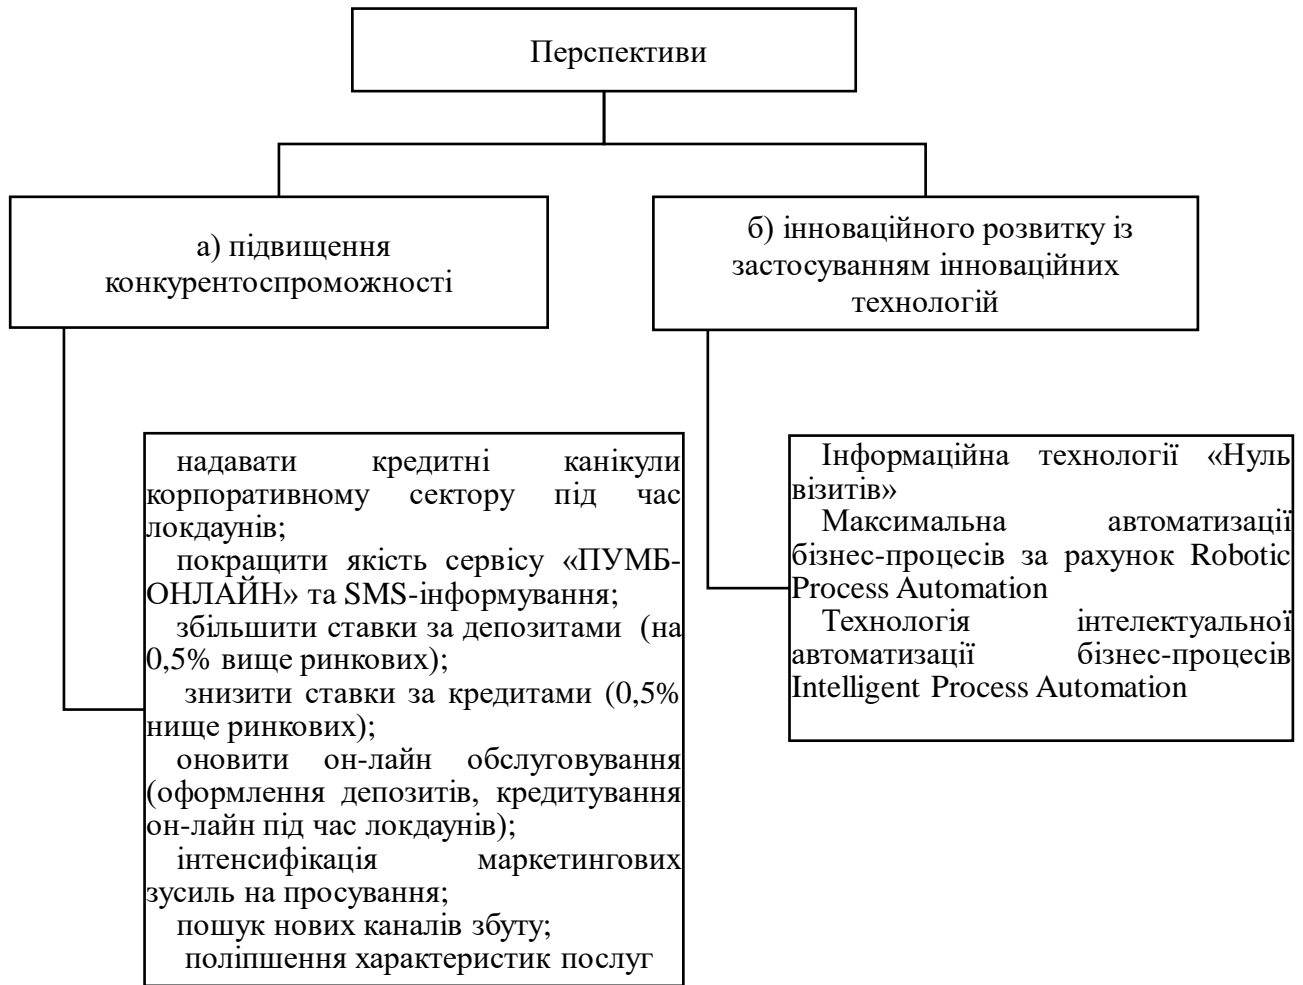 Перспективи
а) підвищення
конкурентоспроможності
б) інноваційного розвитку із
застосуванням інноваційних
технологій
надавати кредитні канікули
корпоративному сектору під час
локдаунів;
покращити якість сервісу «ПУМБ-
ОНЛАЙН» та SMS-інформування;
збільшити ставки за депозитами (на
0,5% вище ринкових);
знизити ставки за кредитами (0,5%
нище ринкових);
оновити он-лайн обслуговування
(оформлення депозитів, кредитування
он-лайн під час локдаунів);
інтенсифікація маркетингових
зусиль на просування;
пошук нових каналів збуту;
поліпшення характеристик послуг
Інформаційна технології «Нуль
візитів»
Максимальна автоматизації
бізнес-процесів за рахунок Robotic
Process Automation
Технологія інтелектуальної
автоматизації бізнес-процесів
Intelligent Process Automation